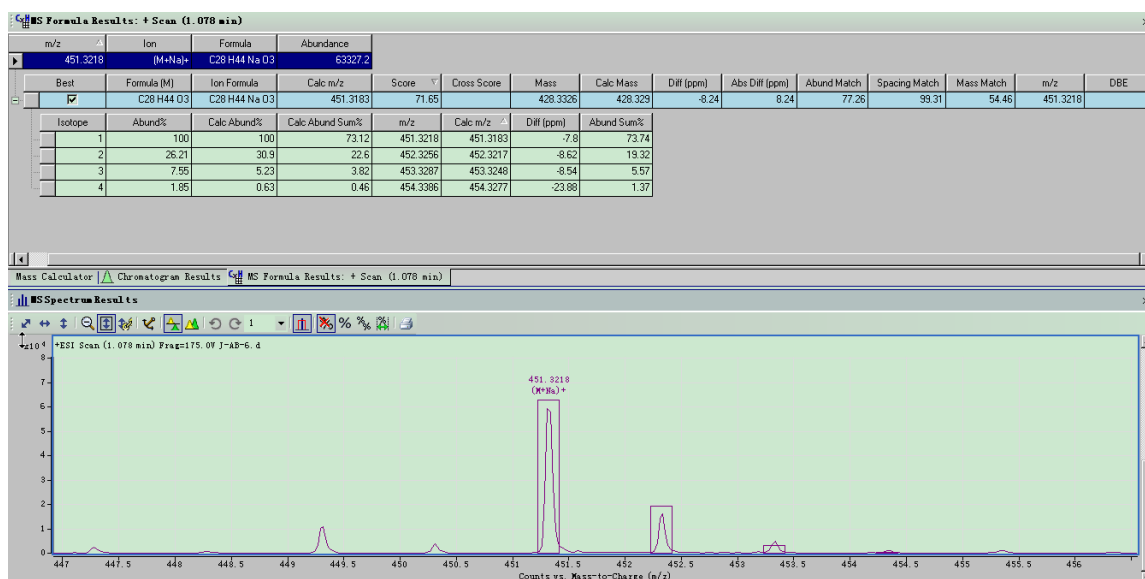 MS Formula Results: + Scan (1.078 min)
m/z Ion Formula Abundance
451.3218 (M+Na)+ C28 H44 Na O3 63327.2
Best Formula (M) Ion Formula Calc m/z Score Cross Score Mass Calc Mass Diff (ppm) Abs Diff (ppm) Abund Match Spacing Match Mass Match m/z DBE
C28 H44 O3 C28 H44 Na O3 451.3183 71.65 428.3326 428.329 -8.24 8.24 77.26 99.31 54.46 451.3218
Isotope Abund% Calc Abund% Calc Abund Sum% m/z Calc m/z Diff (ppm) Abund Sum%
1 100 100 73.12 451.3218 451.3183 -7.8 73.74
2 26.21 30.9 22.6 452.3256 452.3217 -8.62 19.32
3 7.55 5.23 3.82 453.3287 453.3248 -8.54 5.57
4 1.85 0.63 0.46 454.3386 454.3277 -23.88 1.37
Mass Calculator Chromatogram Results MS Formula Results: + Scan (1.078 min)
MS Spectrum Results
1 % %
x10 4 +ESI Scan (1.078 min) Frag=175.0V J-AB-6.d
8
7
6
5
4
3
2
1
0
451.3218
(M+Na)+
447 447.5 448 448.5 449 449.5 450 450.5 451 451.5 452 452.5 453 453.5 454 454.5 455 455.5 456
Counts vs. Mass-to-Charge (m/z)